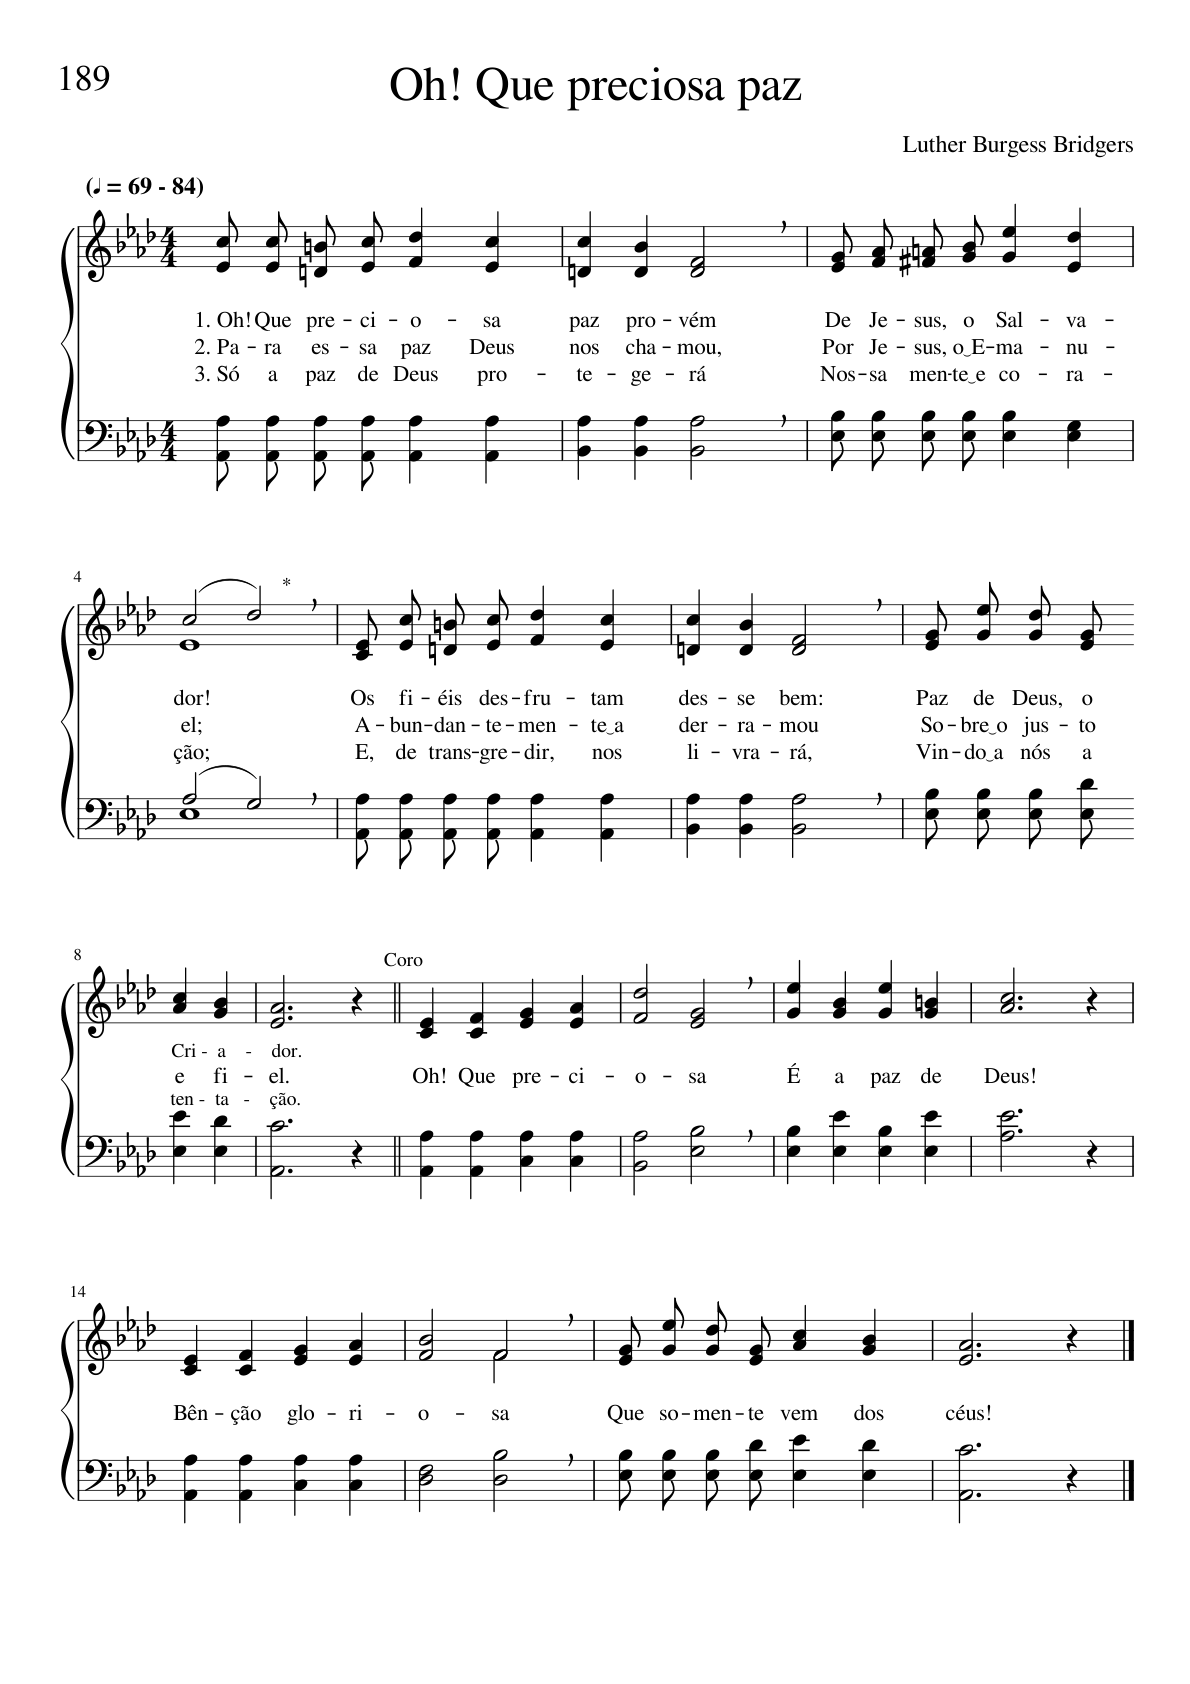 189
Oh! Que preciosa paz
Luther Burgess Bridgers
(♩ = 69 - 84)
1. Oh! Que pre - ci - o - sa paz pro - vém De Je - sus, o Sal - va -
2. Pa - ra es - sa paz Deus nos cha - mou, Por Je - sus, o‿E - ma - nu -
3. Só a paz de Deus pro - te - ge - rá Nos - sa men - te‿e co - ra -
4
*
dor! Os fi - éis des - fru - tam des - se bem: Paz de Deus, o
el; A - bun - dan - te - men - te‿a der - ra - mou So - bre‿o jus - to
ção; E, de trans - gre - dir, nos li - vra - rá, Vin - do‿a nós a
8
Coro
Cri - a - dor.
e fi - el. Oh! Que pre - ci - o - sa É a paz de Deus!
ten - ta - ção.
14
Bên - ção glo - ri - o - sa Que so - men - te vem dos céus!